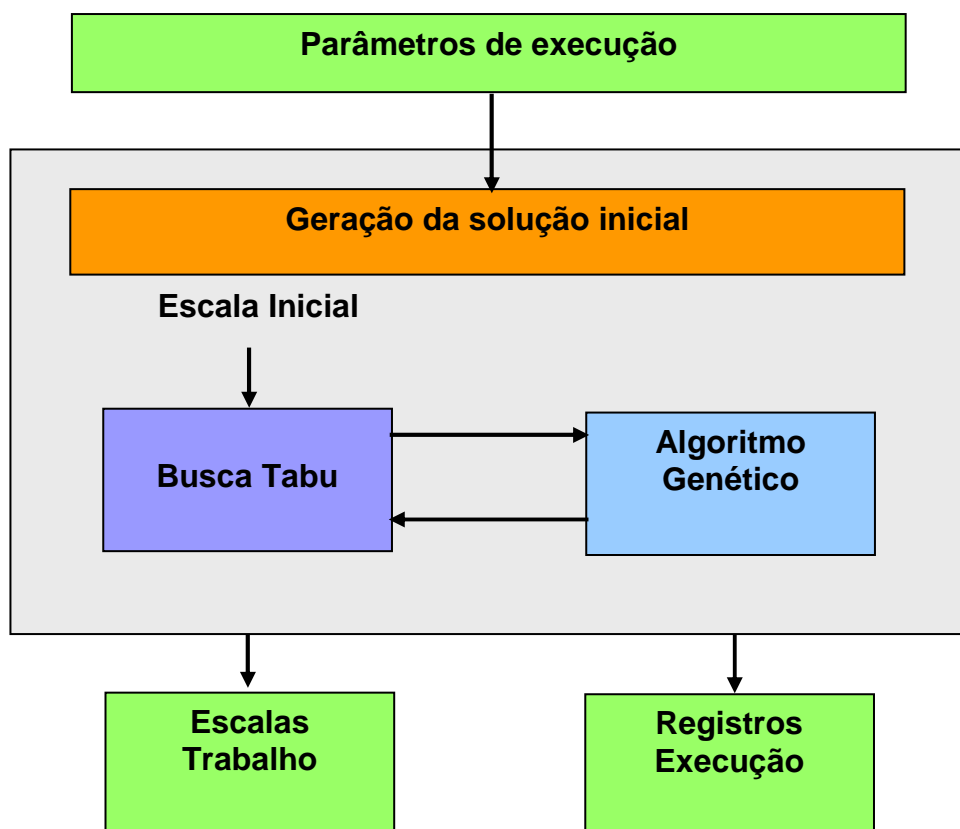 Parâmetros de execução
Geração da solução inicial
Escala Inicial
Busca Tabu
Algoritmo
Genético
Escalas
Trabalho
Registros
Execução